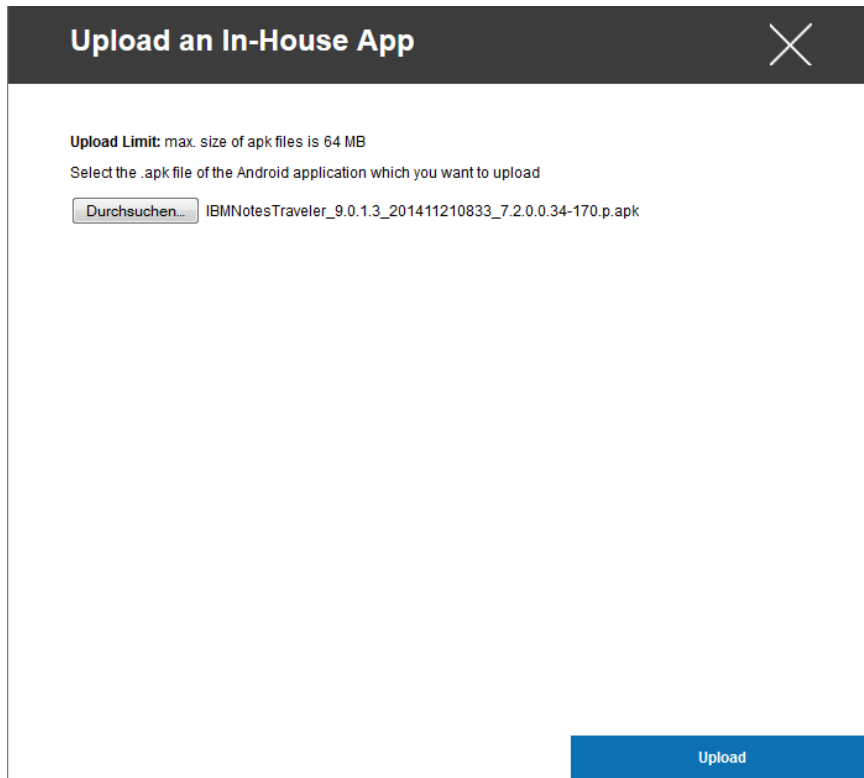 Upload an In-House App
Upload Limit: max. size of apk files is 64 MB
Select the .apk file of the Android application which you want to upload
Durchsuchen... IBMNotesTraveler_9.0.1.3_201411210833_7.2.0.0.34-170.p.apk
Upload